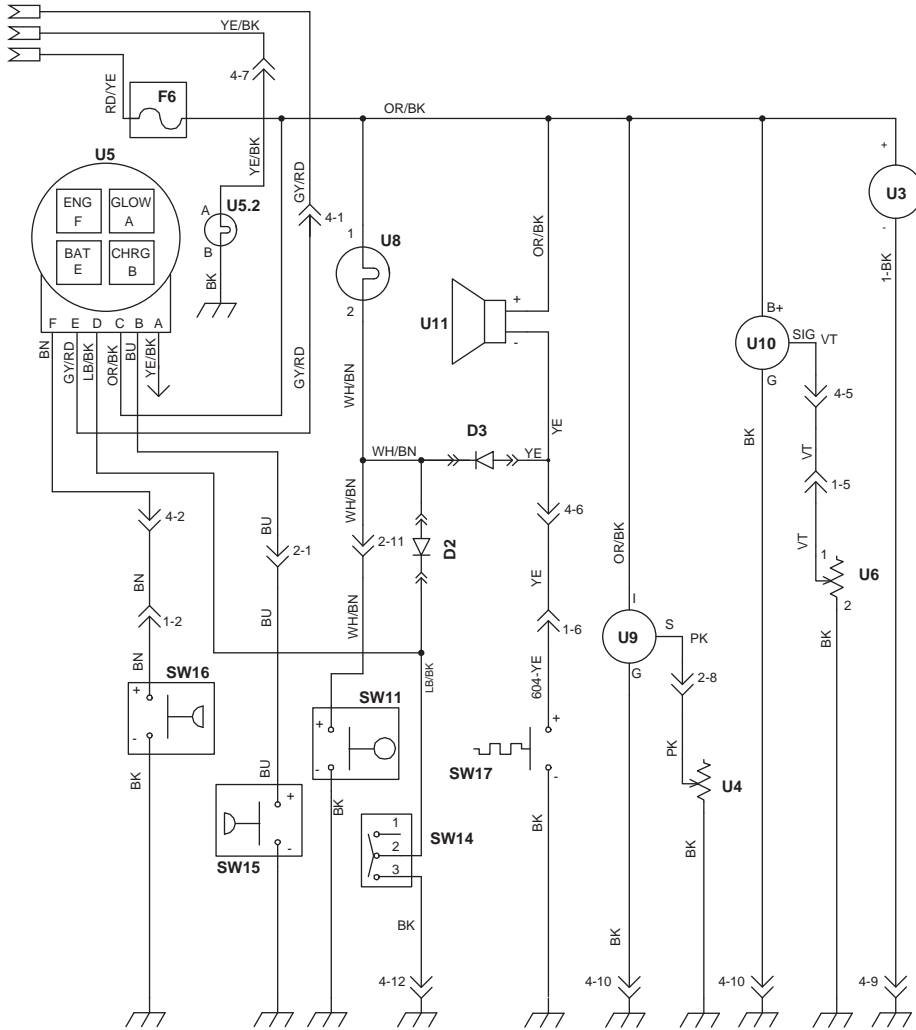 YE/BK
4-7
RD/YE
F6
OR/BK
U5
YE/BK
GY/RD
+
U3
-
ENG
F
GLOW
A
BAT
E
CHRG
B
A
U5.2
B
4-1
1
U8
2
OR/BK
1-BK
BK
F E D C B A
BN
GY/RD
LB/BK
OR/BK
BU
YE/BK
GY/RD
WH/BN
U11
+
-
B+
U10
SIG
VT
G
4-5
YE
BK
VT
WH/BN
D3
YE
1-5
4-2
BU
2-1
WH/BN
2-11
D2
4-6
OR/BK
VT
1
U6
2
BN
BU
WH/BN
YE
1-2
1-6
I
U9
S
PK
G
BK
BN
SW16
+
-
LB/BK
604-YE
2-8
SW11
+
-
+
SW17
-
PK
U4
BK
BU
BK
+
SW15
-
1
2
3
SW14
BK
BK
BK
BK
4-12
4-10
4-10
4-9